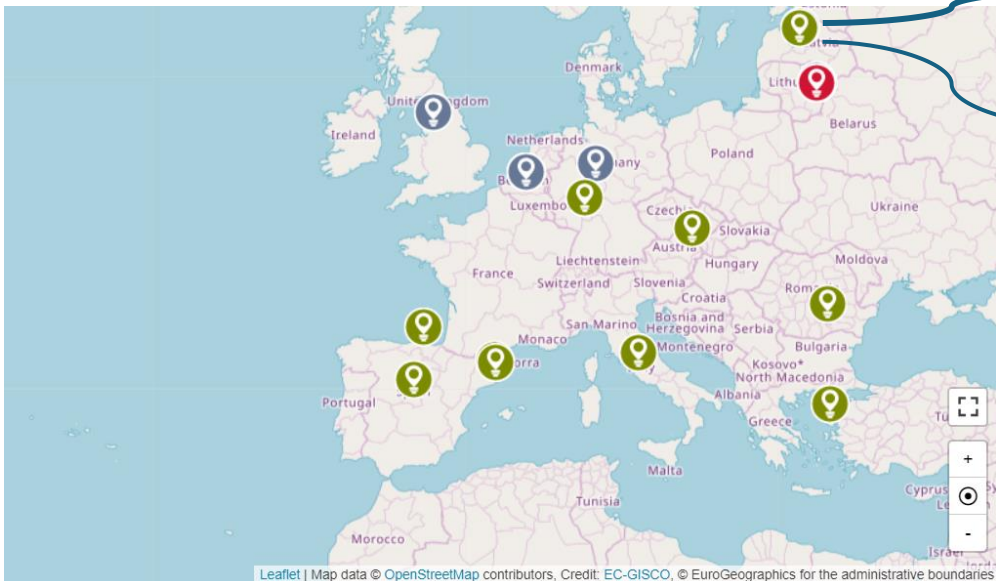 Denmark
United Kingdom
Ireland
Belarus
Netherlands
Poland
Luxembo
Ukraine
Czech
Slovakia
Austria
Liechtenstein
Hungary
Moldova
France
Switzerland
Slovenia
Romania
Croatia
San Marino
Bosnia and
Herzegovina
Serbia
Monaco
Montenegro
Bulgaria
Kosovo*
North Macedonia
Portugal
Albania
Greece
Malta
+
Tunisia
Cyprus
Morocco
-
Israel
Leaflet | Map data © OpenStreetMap contributors, Credit: EC-GISCO, © EuroGeographics for the administrative boundaries